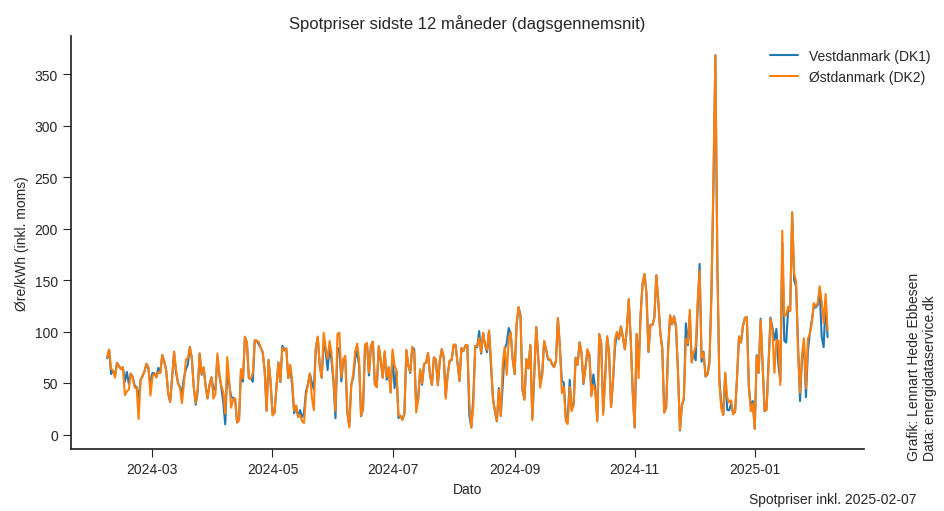 Spotpriser sidste 12 måneder (dagsgennemsnit)
Vestdanmark (DK1)
Østdanmark (DK2)
Øre/kWh (inkl. moms)
350
300
250
200
150
100
50
0
2024-03
2024-05
2024-07
2024-09
2024-11
2025-01
Dato
Grafik: Lennart Hede Ebbesen
Data: energidataservice.dk
Spotpriser inkl. 2025-02-07